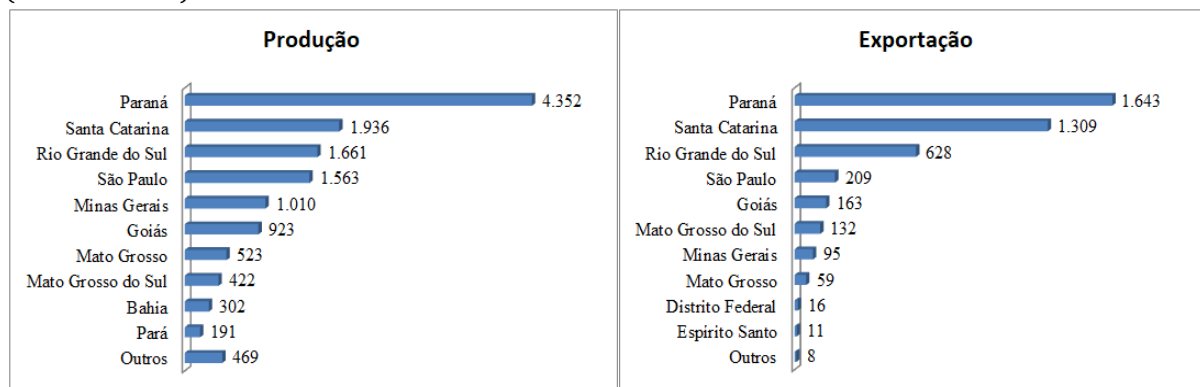 Produção
Paraná 4.352
Santa Catarina 1.936
Rio Grande do Sul 1.661
São Paulo 1.563
Minas Gerais 1.010
Goiás 923
Mato Grosso 523
Mato Grosso do Sul 422
Bahia 302
Pará 191
Outros 469
Exportação
Paraná 1.643
Santa Catarina 1.309
Rio Grande do Sul 628
São Paulo 209
Goiás 163
Mato Grosso do Sul 132
Minas Gerais 95
Mato Grosso 59
Distrito Federal 16
Espírito Santo 11
Outros 8